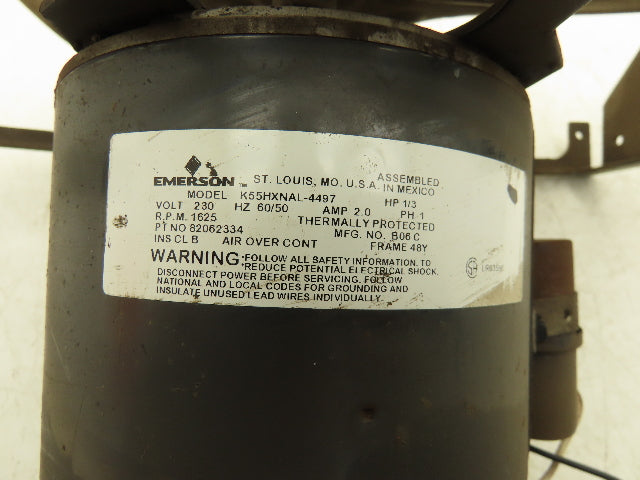 EMERSON™ ST. LOUIS, MO. U.S.A. ASSEMBLED IN MEXICO
MODEL K55HXNAL-4497 HP 1/3
VOLT 230 HZ 60/50 AMP 2.0 PH 1
R.P.M. 1625 THERMALLY PROTECTED
PT NO 82062334 MFG. NO. B06 C
INS CL B AIR OVER CONT FRAME 48Y
WARNING • FOLLOW ALL SAFETY INFORMATION. TO
REDUCE POTENTIAL ELECTRICAL SHOCK,
DISCONNECT POWER BEFORE SERVICING. FOLLOW
NATIONAL AND LOCAL CODES FOR GROUNDING AND
INSULATE UNUSED LEAD WIRES INDIVIDUALLY.